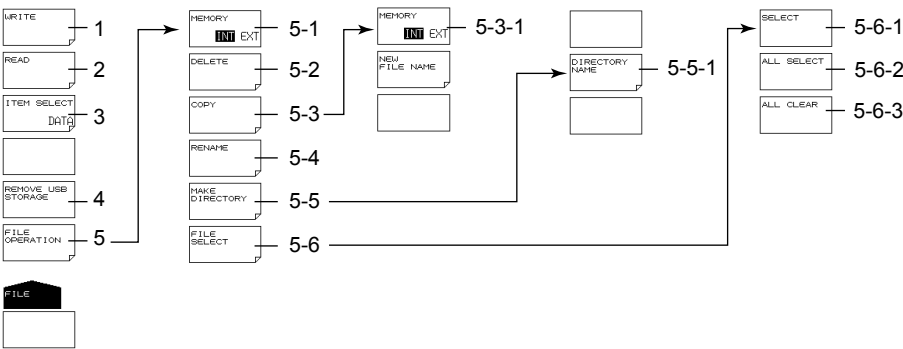 WRITE
1
READ
2
ITEM SELECT
DATA
3
REMOVE USB
STORAGE
4
FILE
OPERATION
5
FILE
MEMORY
INT EXT
5-1
DELETE
5-2
COPY
5-3
RENAME
5-4
MAKE
DIRECTORY
5-5
FILE
SELECT
5-6
MEMORY
INT EXT
5-3-1
NEW
FILE NAME
DIRECTORY
NAME
5-5-1
SELECT
5-6-1
ALL SELECT
5-6-2
ALL CLEAR
5-6-3